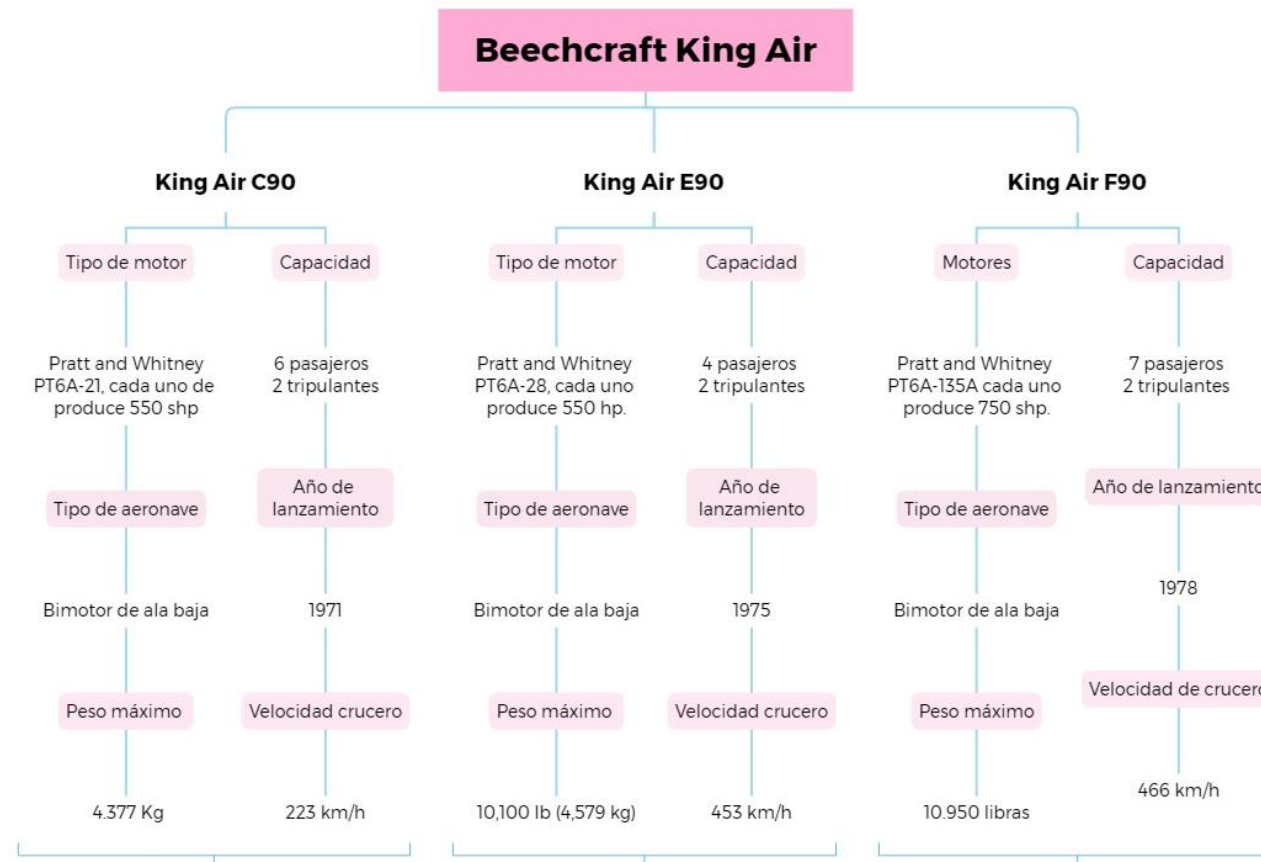 Beechcraft King Air
King Air C90
King Air E90
King Air F90
Tipo de motor
Capacidad
Tipo de motor
Capacidad
Motores
Capacidad
Pratt and Whitney
PT6A-21, cada uno de
produce 550 shp
6 pasajeros
2 tripulantes
Pratt and Whitney
PT6A-28, cada uno
produce 550 hp.
4 pasajeros
2 tripulantes
Pratt and Whitney
PT6A-135A cada uno
produce 750 shp.
7 pasajeros
2 tripulantes
Tipo de aeronave
Año de
lanzamiento
Tipo de aeronave
Año de
lanzamiento
Tipo de aeronave
Año de lanzamiento
Bimotor de ala baja
1971
Bimotor de ala baja
1975
Bimotor de ala baja
1978
Peso máximo
Velocidad crucero
Peso máximo
Velocidad crucero
Peso máximo
Velocidad de crucero
4.377 Kg
223 km/h
10,100 lb (4,579 kg)
453 km/h
10.950 libras
466 km/h